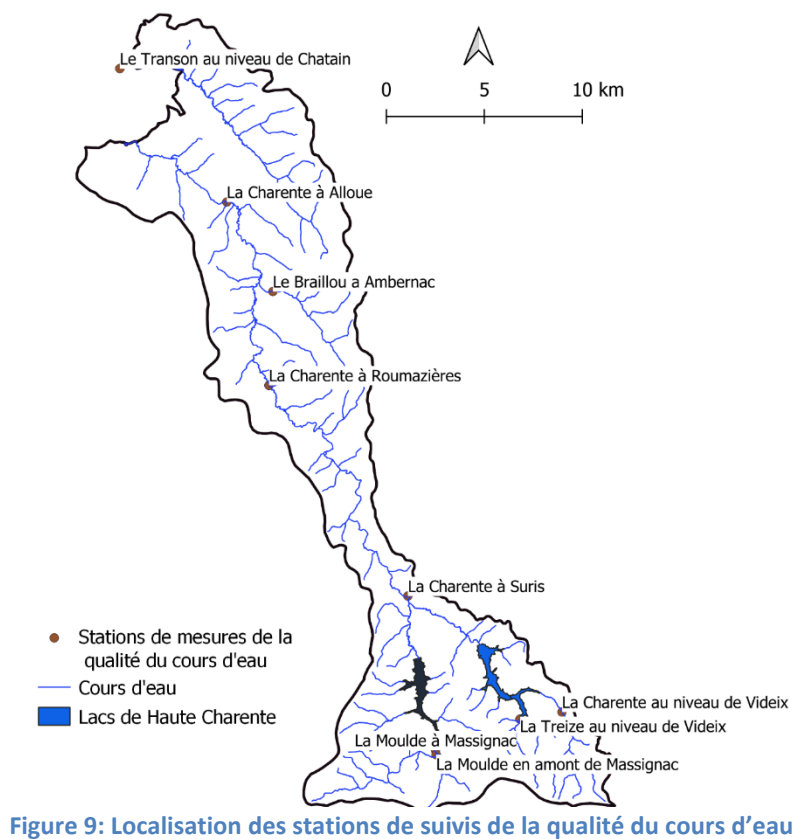 Le Transon au niveau de Chatain
0 5 10 km
La Charente à Alloue
Le Braillou a Ambernac
La Charente à Roumazières
La Charente à Suris
Stations de mesures de la
qualité du cours d'eau
Cours d'eau
Lacs de Haute Charente
La Charente au niveau de Videix
La Treize au niveau de Videix
La Moulde à Massignac
La Moulde en amont de Massignac
Figure 9: Localisation des stations de suivis de la qualité du cours d’eau